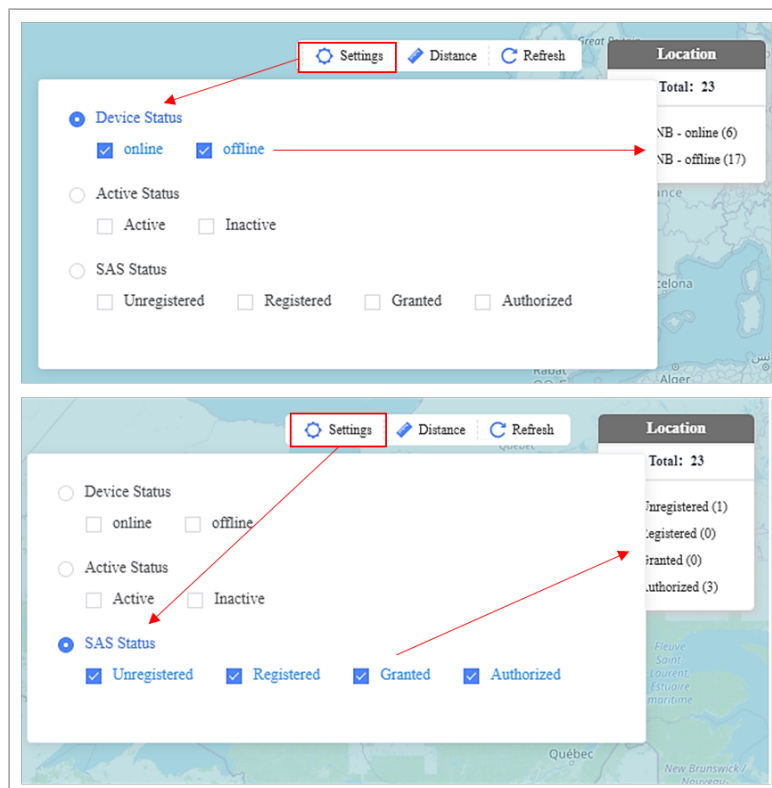 Great
Settings Distance Refresh Location
Total: 23
Device Status
online offline
NB - online (6)
NB - offline (17)
Active Status
Active Inactive
SAS Status
Unregistered Registered Granted Authorized
Rabat
Alger
Settings Distance Refresh Location
Québec
Total: 23
Device Status
online offline
Unregistered (1)
Registered (0)
Granted (0)
Authorized (3)
Active Status
Active Inactive
SAS Status
Unregistered Registered Granted Authorized
Fleuve
Saint-
Laurent,
Estuaire
maritime
Québec
New Brunswick /
Nouveau-